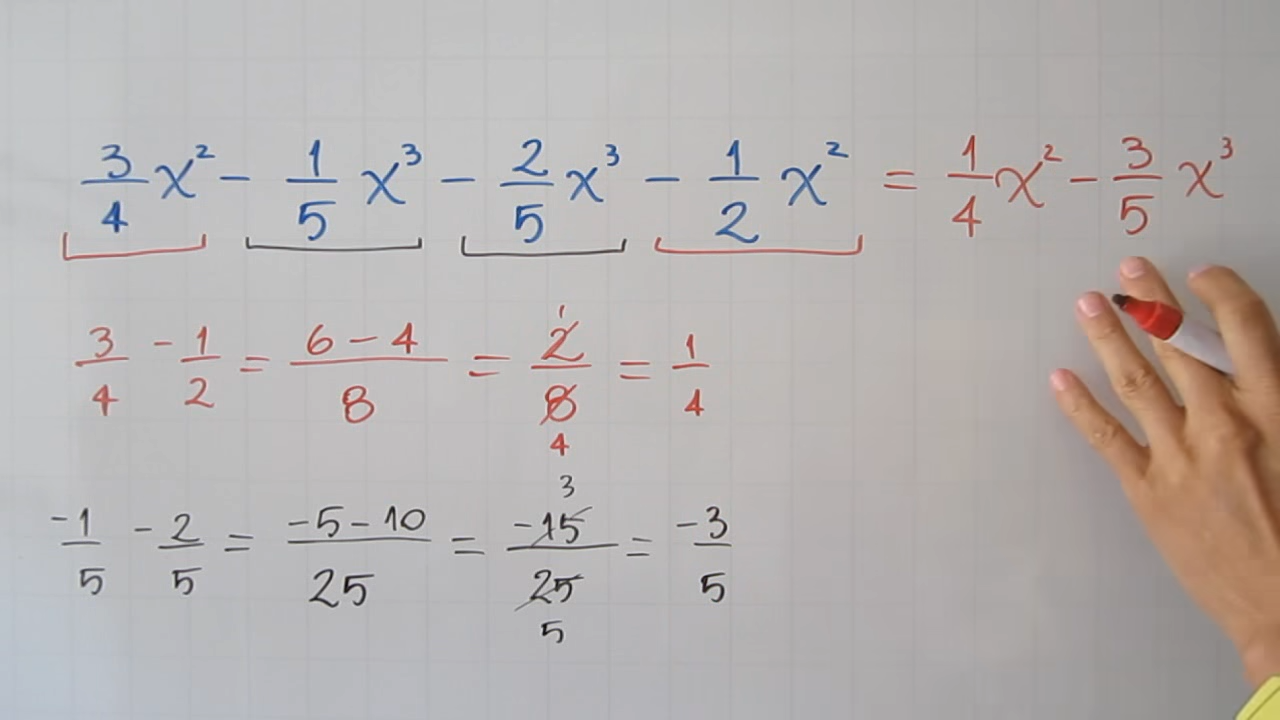 3/4 x² - 1/5 x³ - 2/5 x³ - 1/2 x² = 1/4 x² - 3/5 x³
3/4 - 1/2 = 6 - 4/8 = 2/8 = 1/4
1
4
-1/5 - 2/5 = -5 - 10/25 = -15/25 = -3/5
3
5